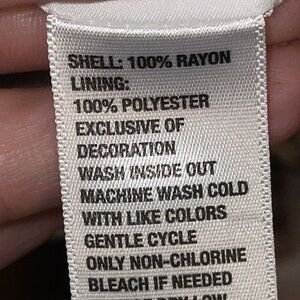 SHELL: 100% RAYON
LINING:
100% POLYESTER
EXCLUSIVE OF
DECORATION
WASH INSIDE OUT
MACHINE WASH COLD
WITH LIKE COLORS
GENTLE CYCLE
ONLY NON-CHLORINE
BLEACH IF NEEDED